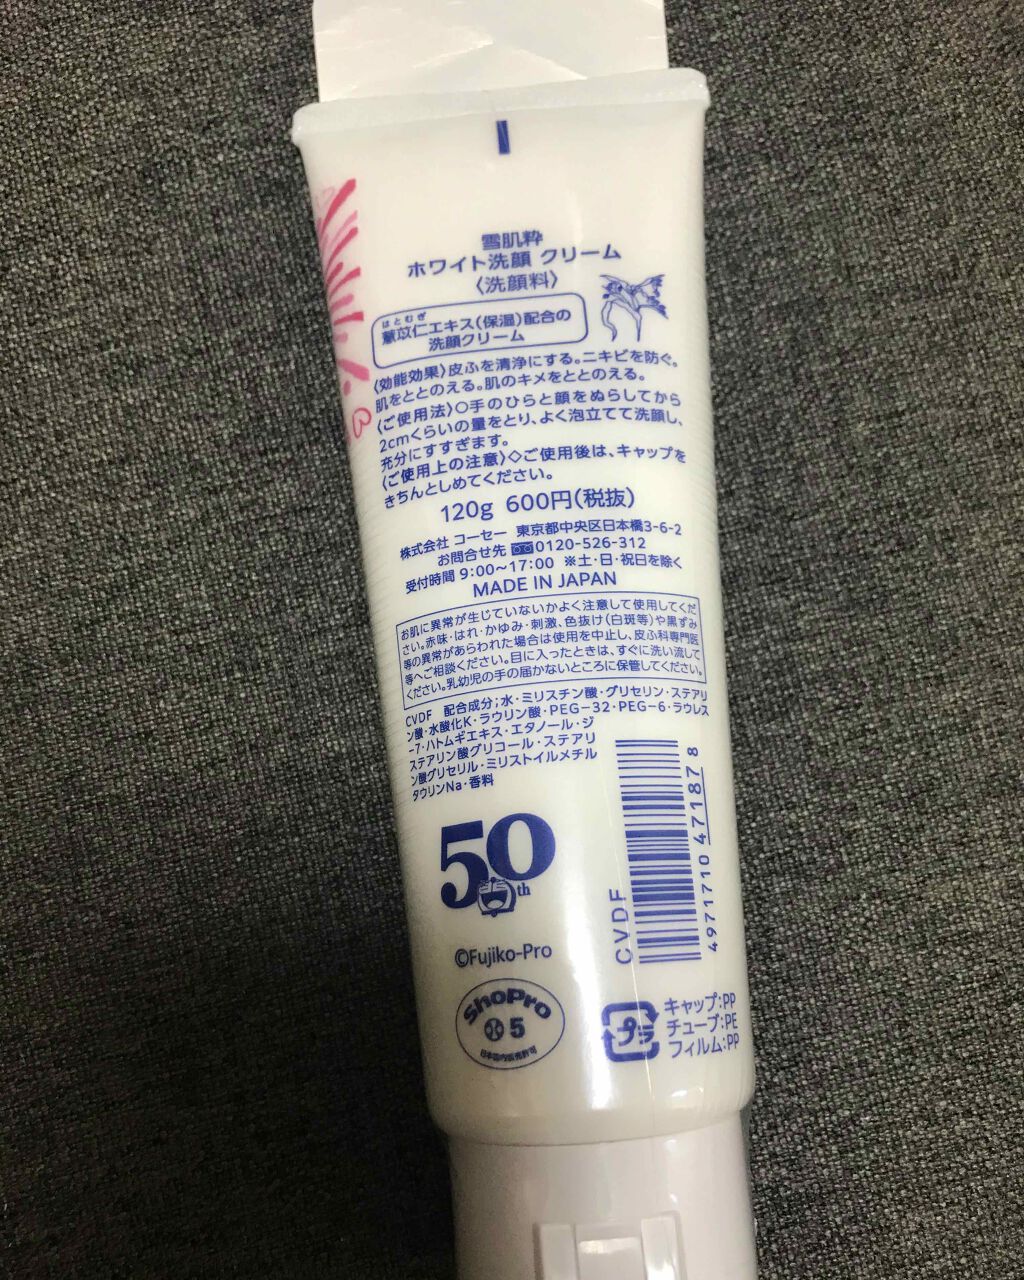 雪肌粋
ホワイト洗顔 クリーム
〈洗顔料〉
はとむぎ
薏苡仁エキス(保湿)配合の
洗顔クリーム
〈効能効果〉皮ふを清浄にする。ニキビを防ぐ。
肌をととのえる。肌のキメをととのえる。
〈ご使用法〉○手のひらと顔をぬらしてから
2cmくらいの量をとり、よく泡立てて洗顔し、
充分にすすぎます。
〈ご使用上の注意〉◇ご使用後は、キャップを
きちんとしめてください。
120g 600円(税抜)
株式会社 コーセー 東京都中央区日本橋3-6-2
お問合せ先 0120-526-312
受付時間 9:00~17:00 ※土・日・祝日を除く
MADE IN JAPAN
お肌に異常が生じていないかよく注意して使用してくだ
さい。赤味・はれ・かゆみ・刺激、色抜け(白斑等)や黒ずみ
等の異常があらわれた場合は使用を中止し、皮ふ科専門医
等へご相談ください。目に入ったときは、すぐに洗い流して
ください。乳幼児の手の届かないところに保管してください。
CVDF 配合成分;水・ミリスチン酸・グリセリン・ステアリ
ン酸・水酸化K・ラウリン酸・PEG-32・PEG-6・ラウレス
-7・ハトムギエキス・エタノール・ジ
ステアリン酸グリコール・ステアリ
ン酸グリセリル・ミリストイルメチル
タウリンNa・香料
50th
©Fujiko-Pro
ShoPro
5
日本国内販売許可
CVDF
4971710 471878
プラ
キャップ:PP
チューブ:PE
フィルム:PP